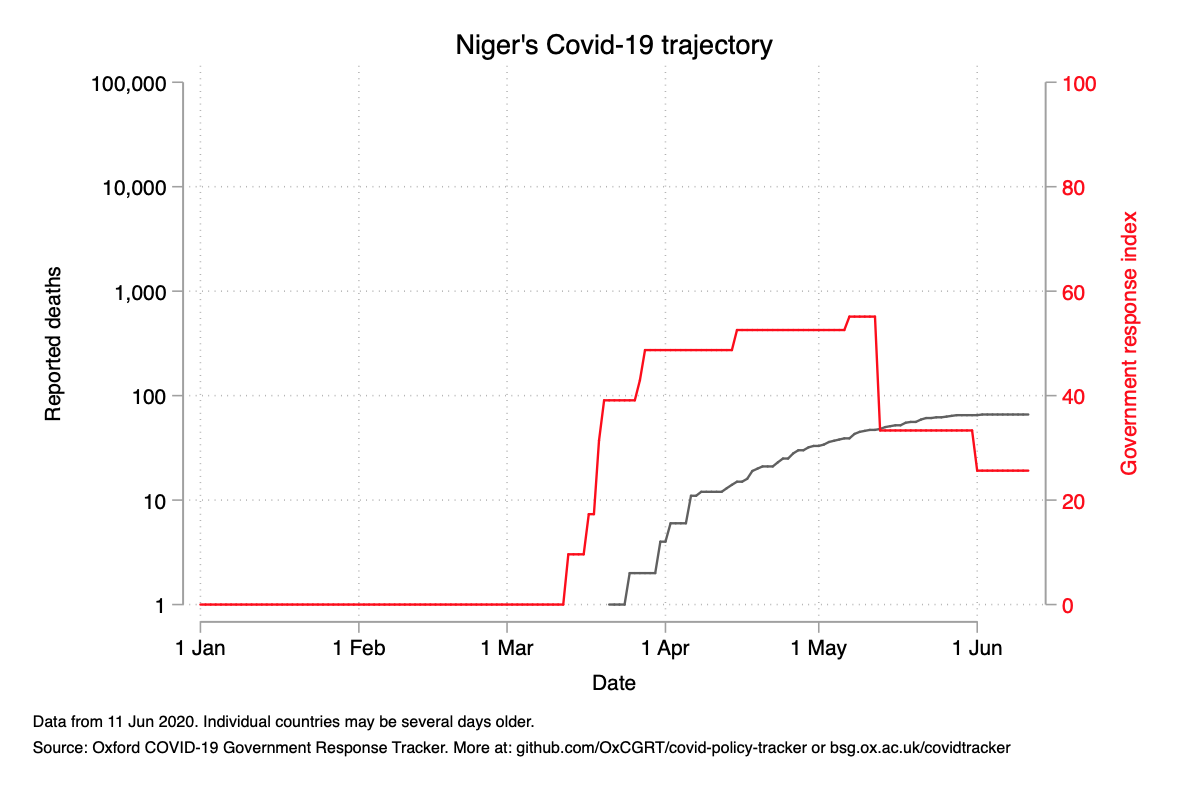 Niger's Covid-19 trajectory
100,000
10,000
1,000
100
10
1
Reported deaths
100
80
60
40
20
0
Government response index
1 Jan
1 Feb
1 Mar
1 Apr
1 May
1 Jun
Date
Data from 11 Jun 2020. Individual countries may be several days older.
Source: Oxford COVID-19 Government Response Tracker. More at: github.com/OxCGRT/covid-policy-tracker or bsg.ox.ac.uk/covidtracker